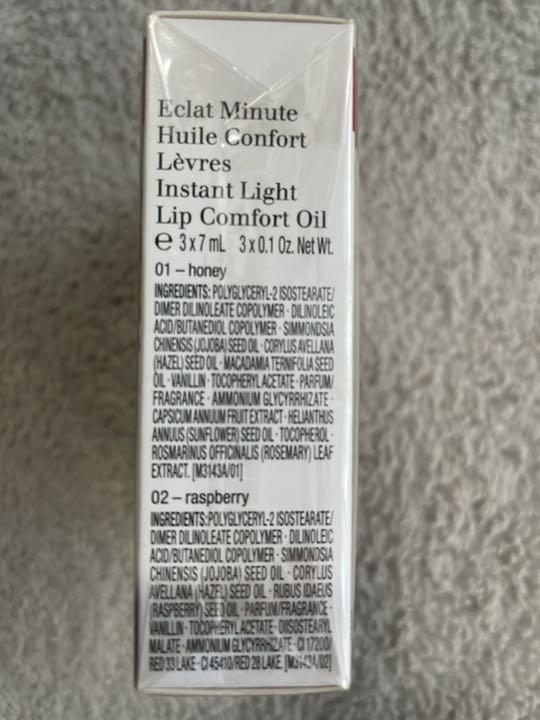 Eclat Minute
Huile Confort
Lèvres
Instant Light
Lip Comfort Oil
℮ 3 x 7 mL 3 x 0.1 Oz. Net Wt.
01 – honey
INGREDIENTS: POLYGLYCERYL-2 ISOSTEARATE/
DIMER DILINOLEATE COPOLYMER · DILINOLEIC
ACID/BUTANEDIOL COPOLYMER · SIMMONDSIA
CHINENSIS (JOJOBA) SEED OIL · CORYLUS AVELLANA
(HAZEL) SEED OIL · MACADAMIA TERNIFOLIA SEED
OIL · VANILLIN · TOCOPHERYL ACETATE · PARFUM/
FRAGRANCE · AMMONIUM GLYCYRRHIZATE ·
CAPSICUM ANNUUM FRUIT EXTRACT · HELIANTHUS
ANNUUS (SUNFLOWER) SEED OIL · TOCOPHEROL ·
ROSMARINUS OFFICINALIS (ROSEMARY) LEAF
EXTRACT. [M3143A/01]
02 – raspberry
INGREDIENTS: POLYGLYCERYL-2 ISOSTEARATE/
DIMER DILINOLEATE COPOLYMER · DILINOLEIC
ACID/BUTANEDIOL COPOLYMER · SIMMONDSIA
CHINENSIS (JOJOBA) SEED OIL · CORYLUS
AVELLANA (HAZEL) SEED OIL · RUBUS IDAEUS
(RASPBERRY) SEED OIL · PARFUM/FRAGRANCE ·
VANILLIN · TOCOPHERYL ACETATE · DIISOSTEARYL
MALATE · AMMONIUM GLYCYRRHIZATE · CI 17200/
RED 33 LAKE · CI 45410/RED 28 LAKE. [M3143A/02]